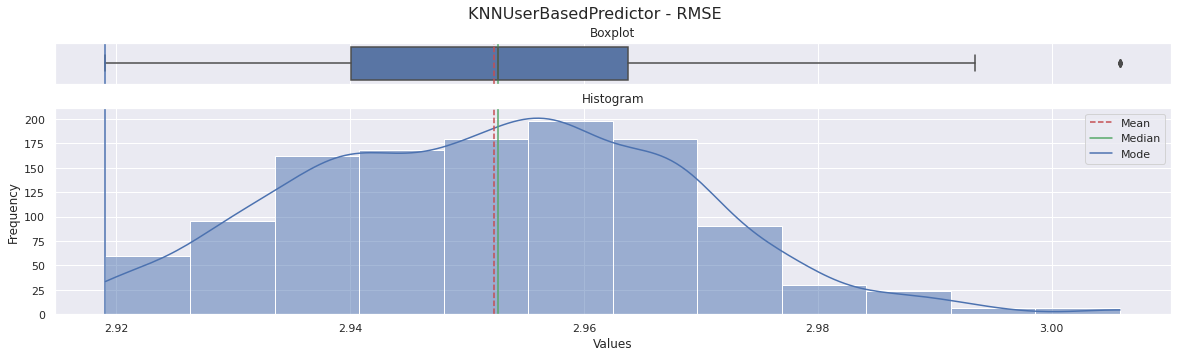 KNNUserBasedPredictor - RMSE
Boxplot
Histogram
200
175
150
125
100
75
50
25
0
Frequency
Mean
Median
Mode
2.92 2.94 2.96 2.98 3.00
Values